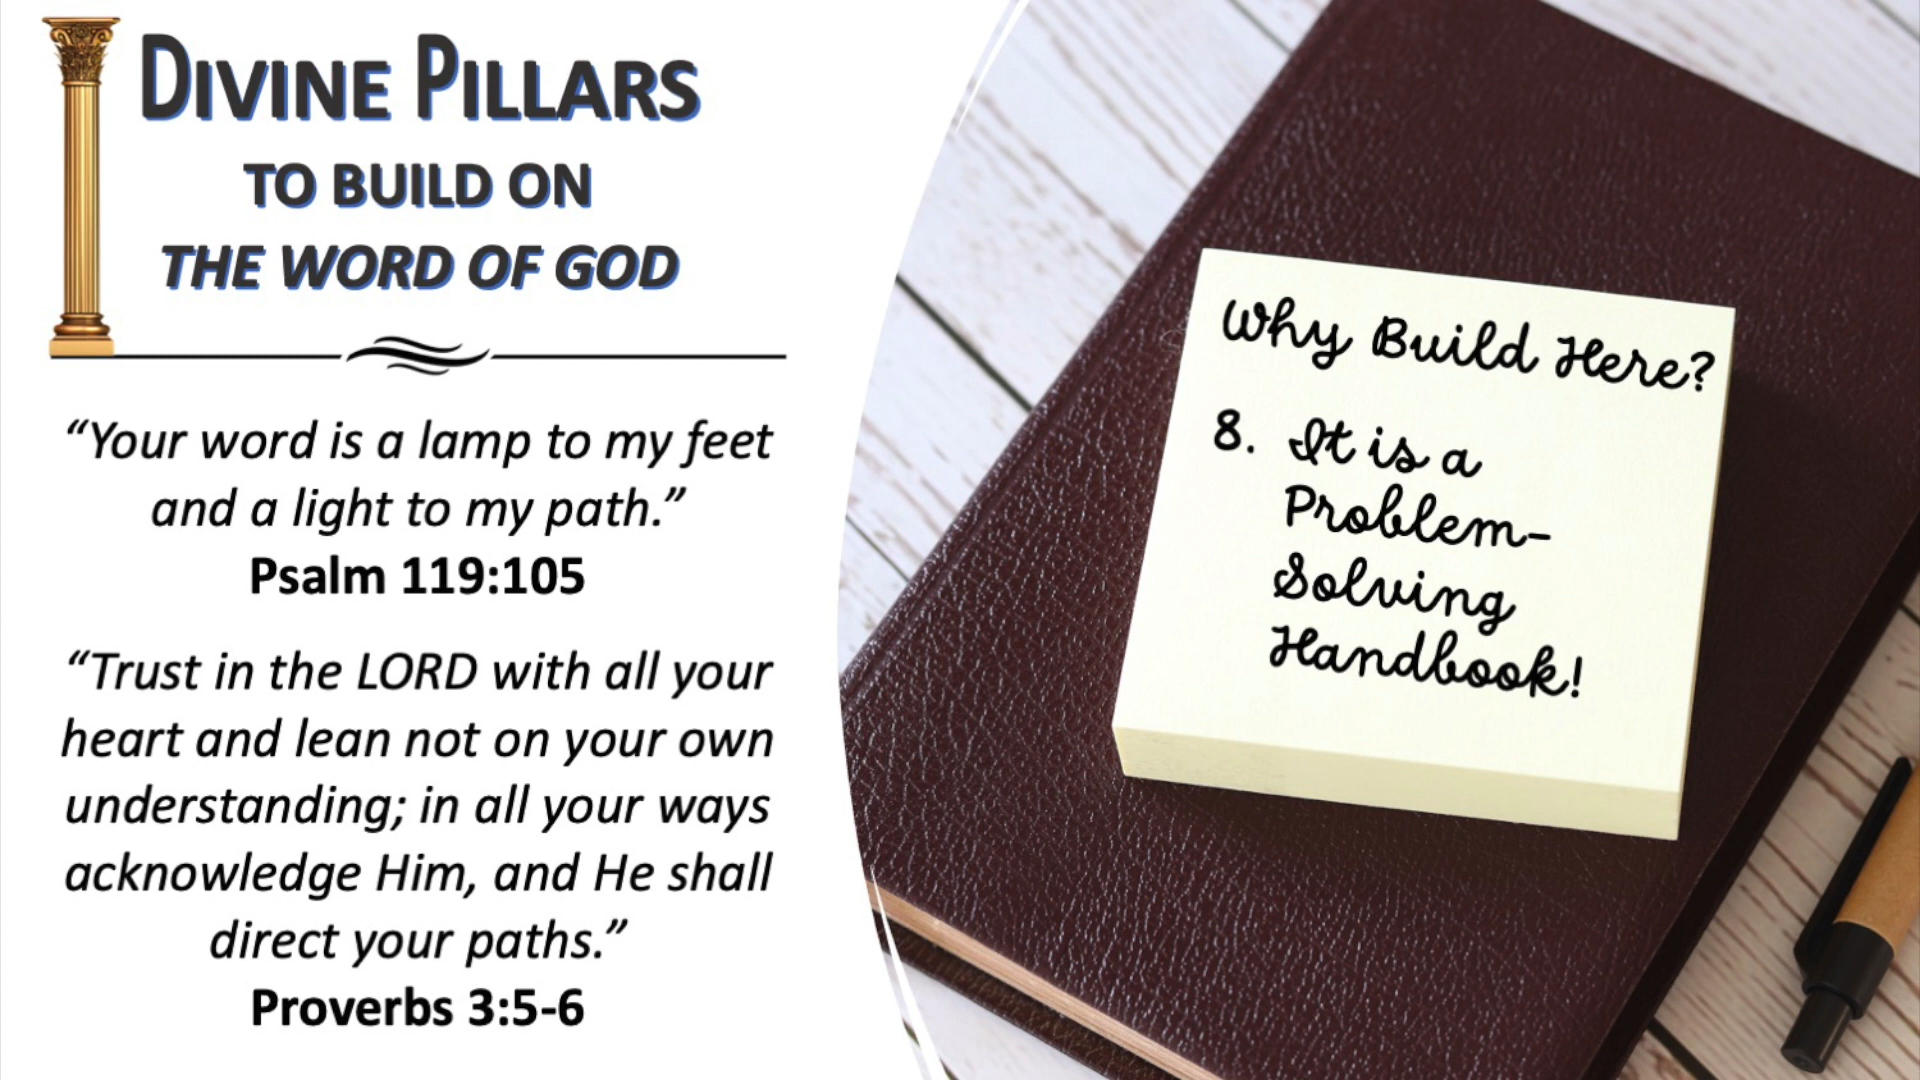 DIVINE PILLARS
TO BUILD ON
THE WORD OF GOD
“Your word is a lamp to my feet
and a light to my path.”
Psalm 119:105
“Trust in the LORD with all your
heart and lean not on your own
understanding; in all your ways
acknowledge Him, and He shall
direct your paths.”
Proverbs 3:5-6
Why Build Here?
8. It is a
Problem-
Solving
Handbook!